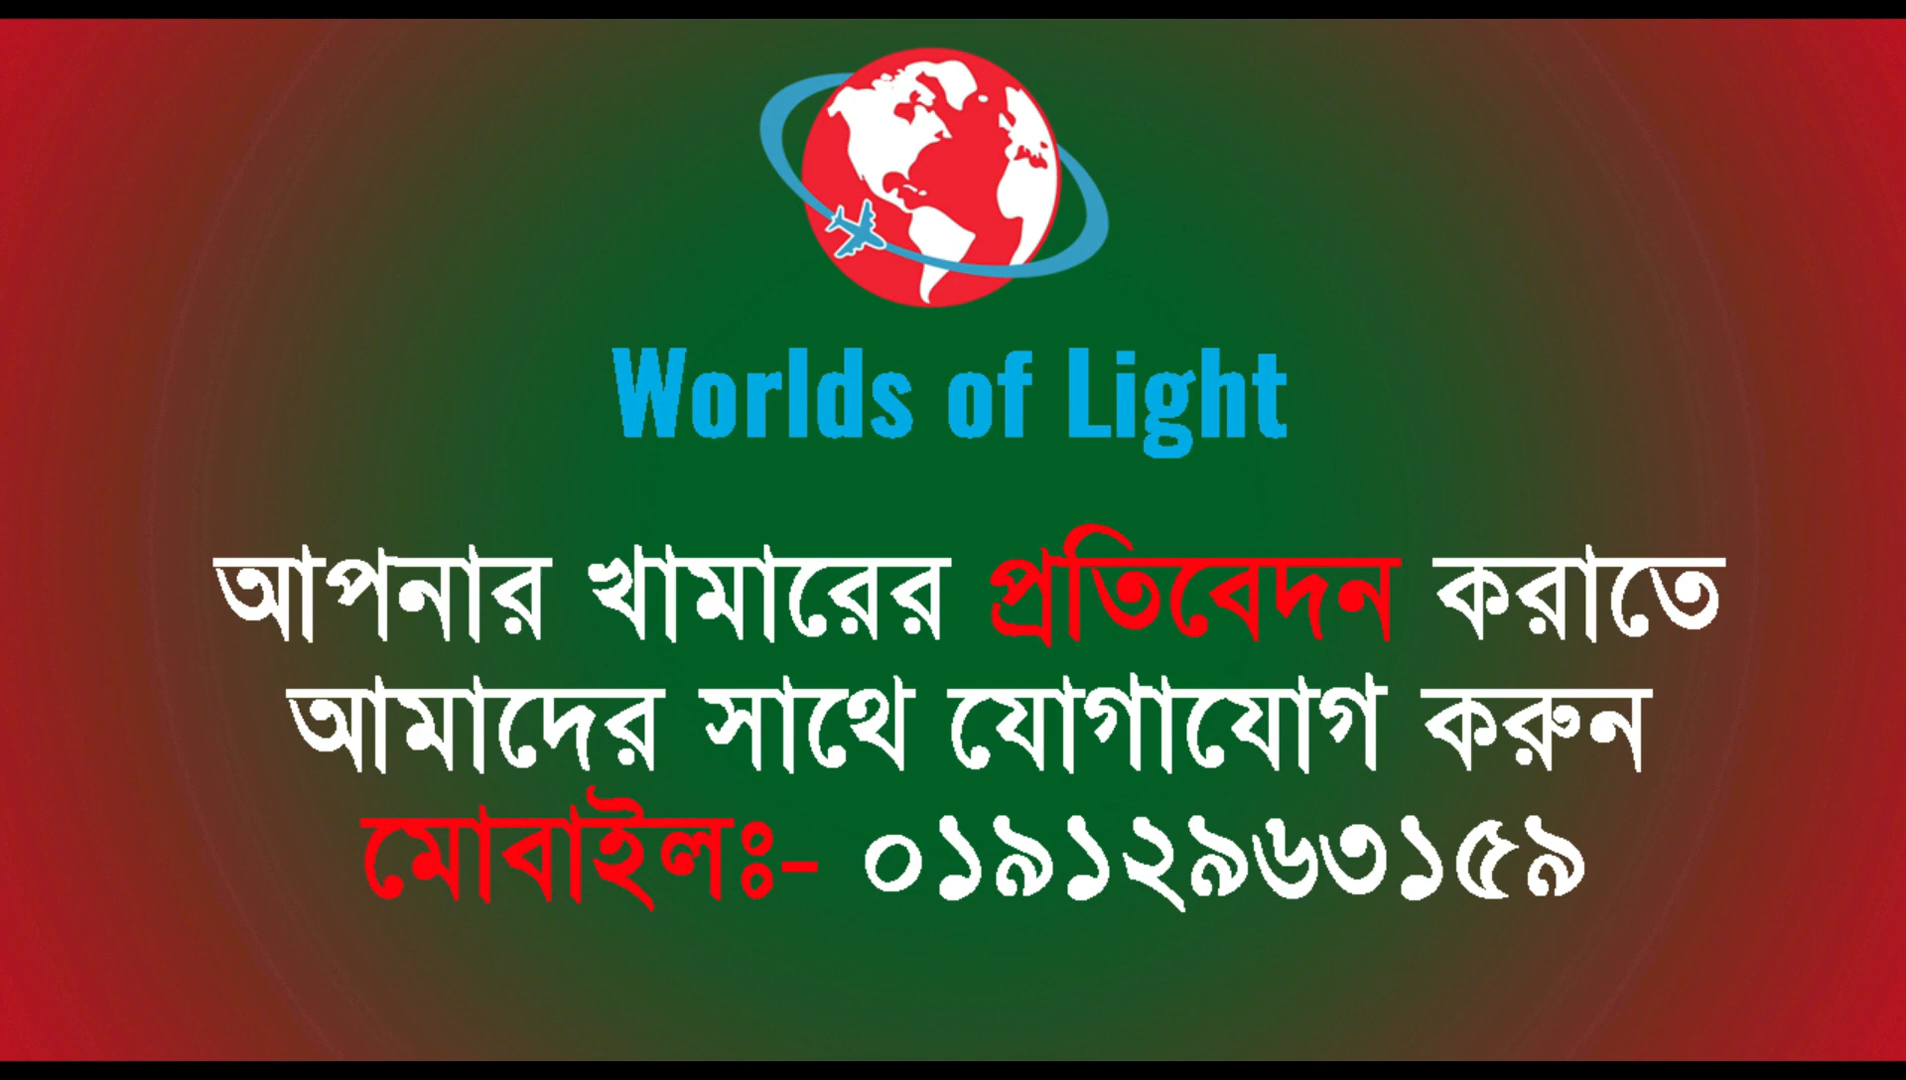 Worlds of Light
আপনার খামারের প্রতিবেদন করাতে
আমাদের সাথে যোগাযোগ করুন
মোবাইলঃ- ০১৯১২৯৬৩১৫৯